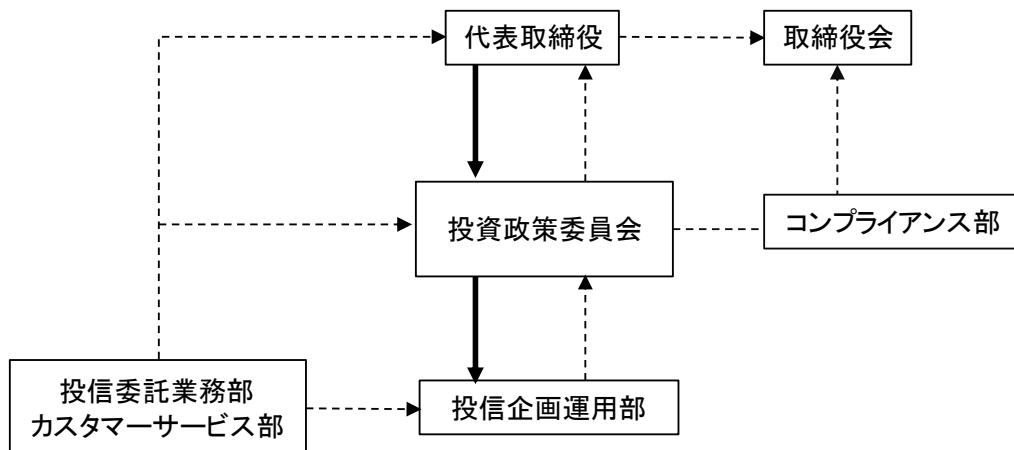 代表取締役
取締役会
投資政策委員会
コンプライアンス部
投信委託業務部
カスタマーサービス部
投信企画運用部